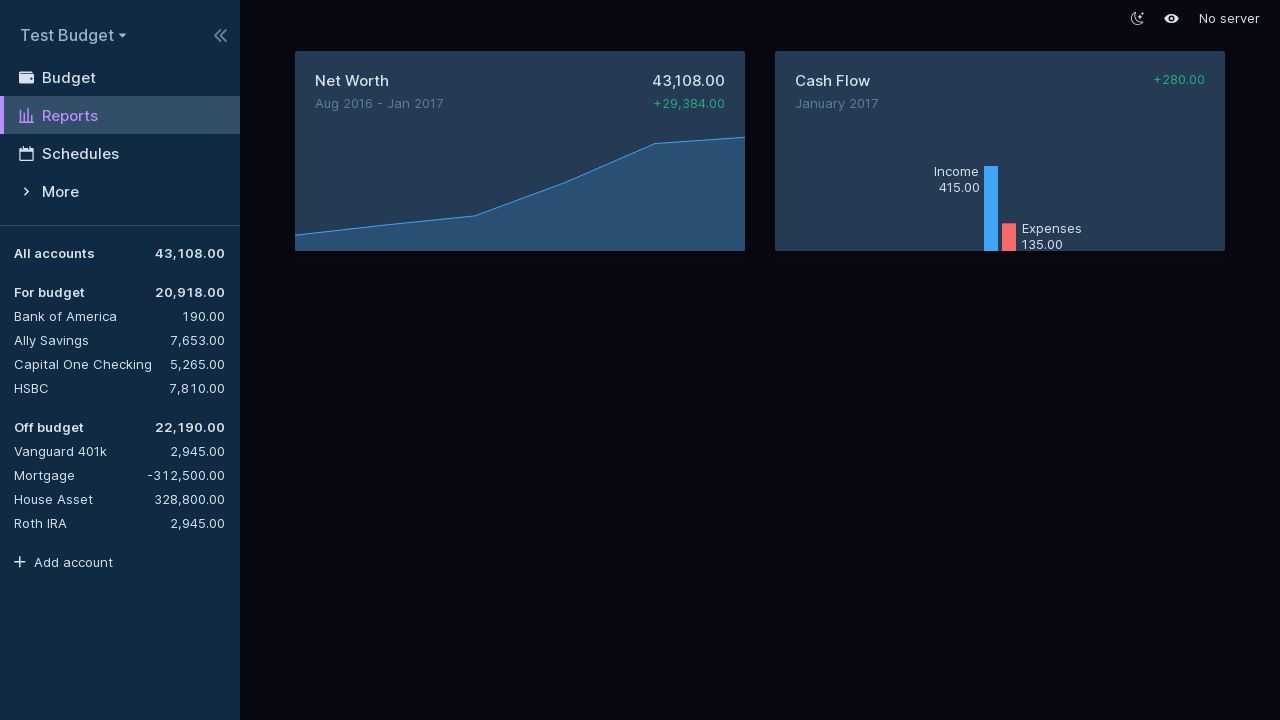 Test Budget
Budget
Reports
Schedules
More
All accounts 43,108.00
For budget 20,918.00
Bank of America 190.00
Ally Savings 7,653.00
Capital One Checking 5,265.00
HSBC 7,810.00
Off budget 22,190.00
Vanguard 401k 2,945.00
Mortgage -312,500.00
House Asset 328,800.00
Roth IRA 2,945.00
Add account
No server
Net Worth 43,108.00
Aug 2016 - Jan 2017 +29,384.00
Cash Flow +280.00
January 2017
Income
415.00
Expenses
135.00